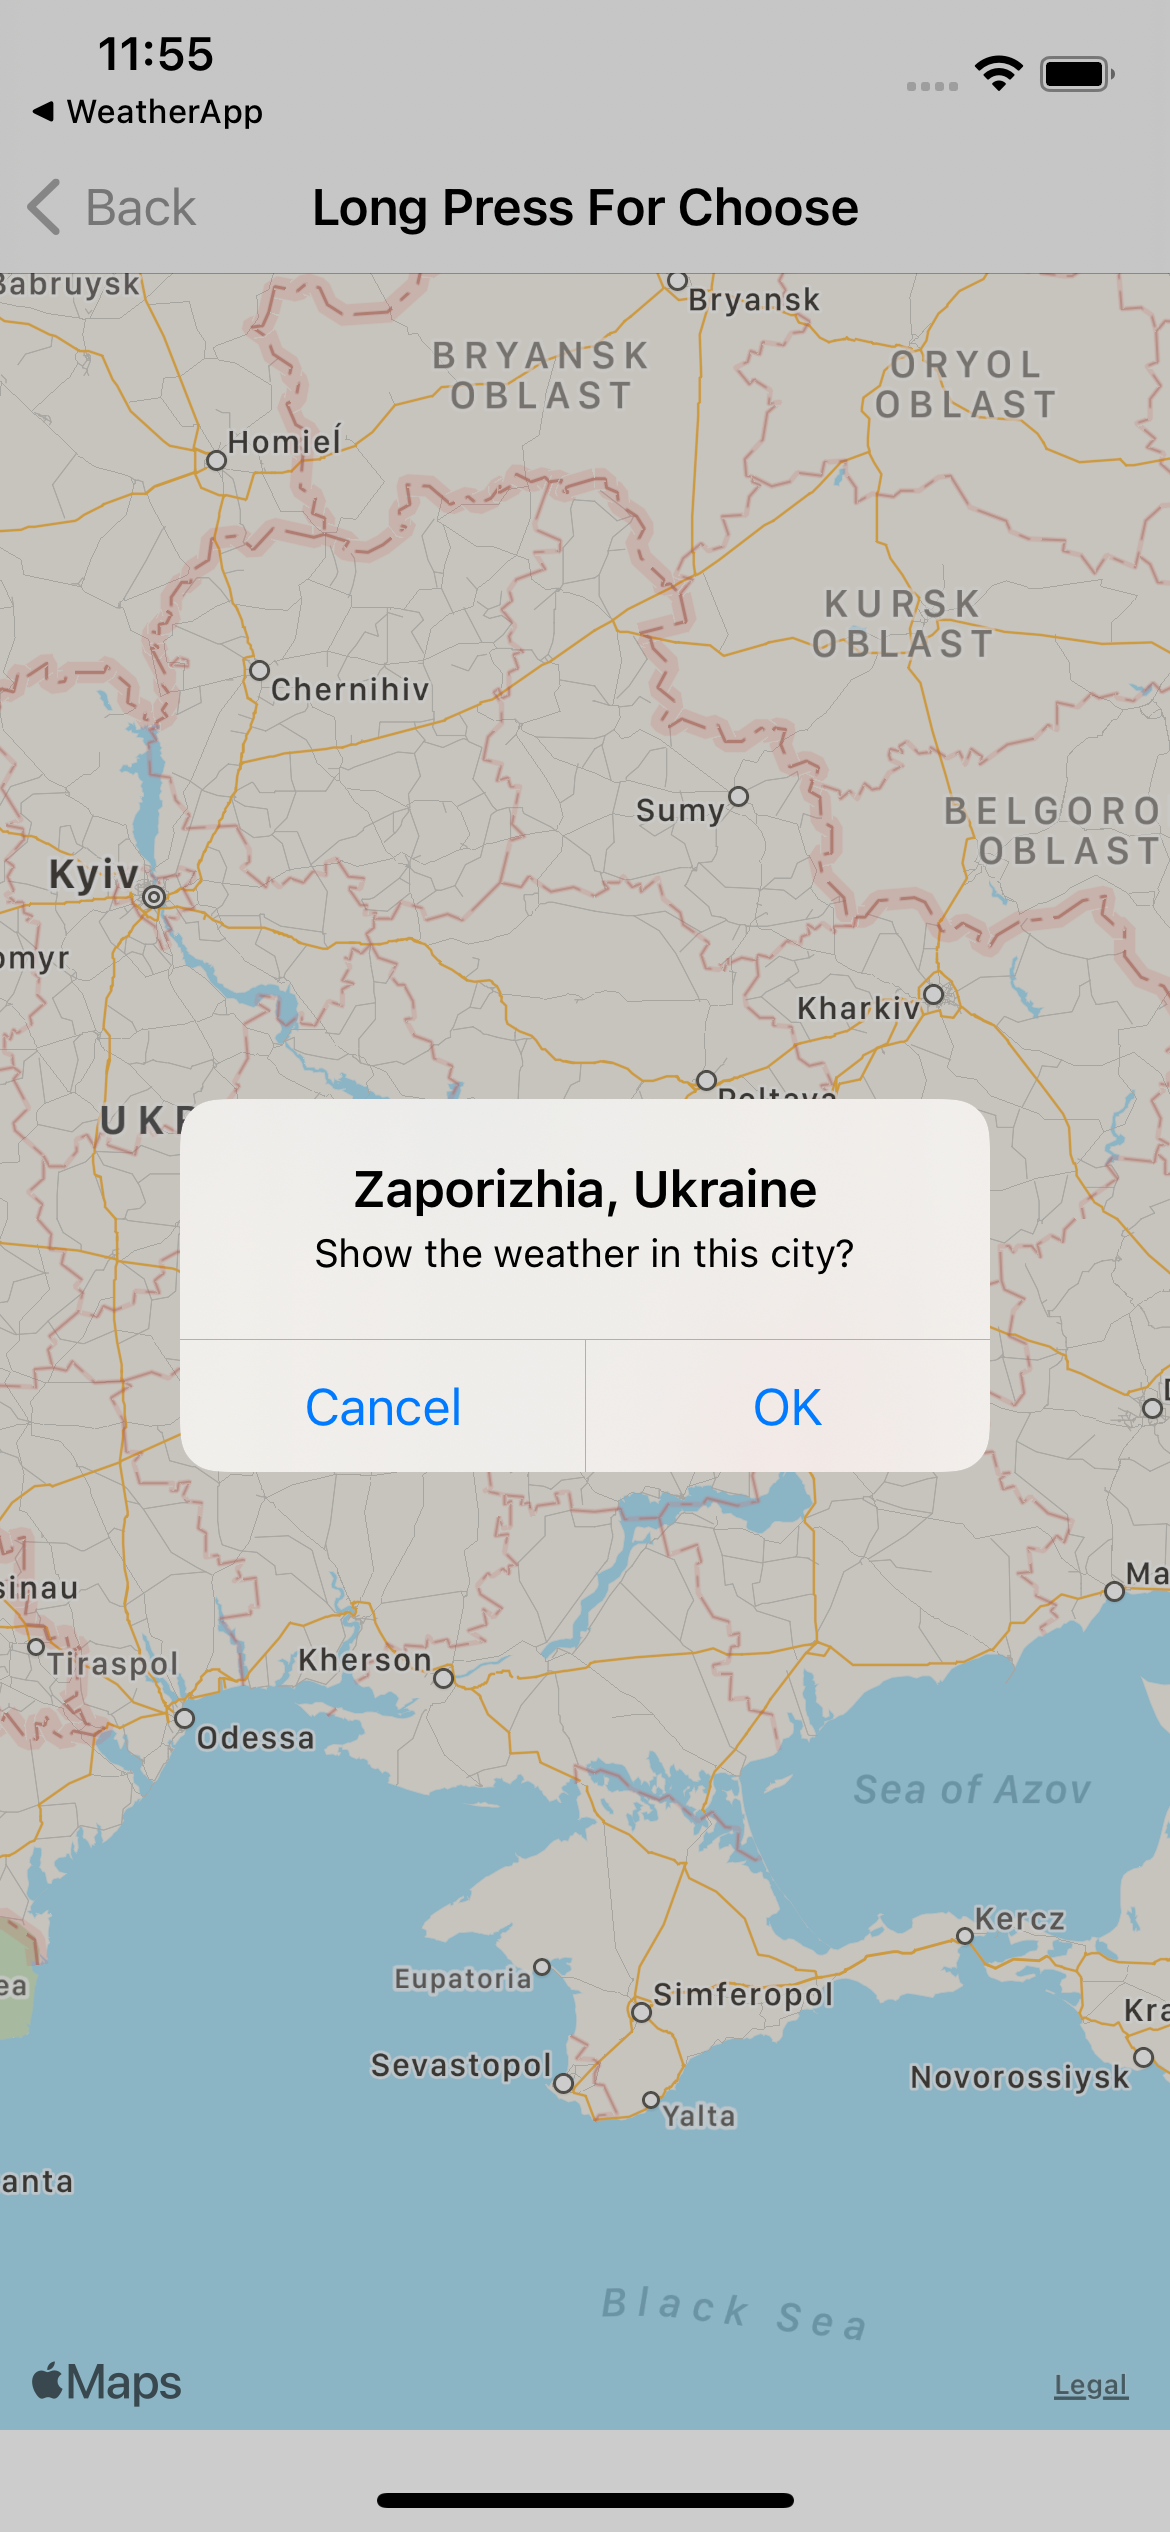 11:55
WeatherApp
Back
Long Press For Choose
Babruysk
Bryansk
BRYANSK
OBLAST
ORYOL
OBLAST
Homieĺ
KURSK
OBLAST
Chernihiv
Sumy
BELGORO
OBLAST
Kyiv
omyr
Kharkiv
Poltava
UKR
Zaporizhia, Ukraine
Show the weather in this city?
Cancel
OK
sinau
Ma
Tiraspol
Kherson
Odessa
Sea of Azov
Kercz
ea
Eupatoria
Simferopol
Kra
Sevastopol
Novorossiysk
Yalta
anta
Black Sea
Maps
Legal